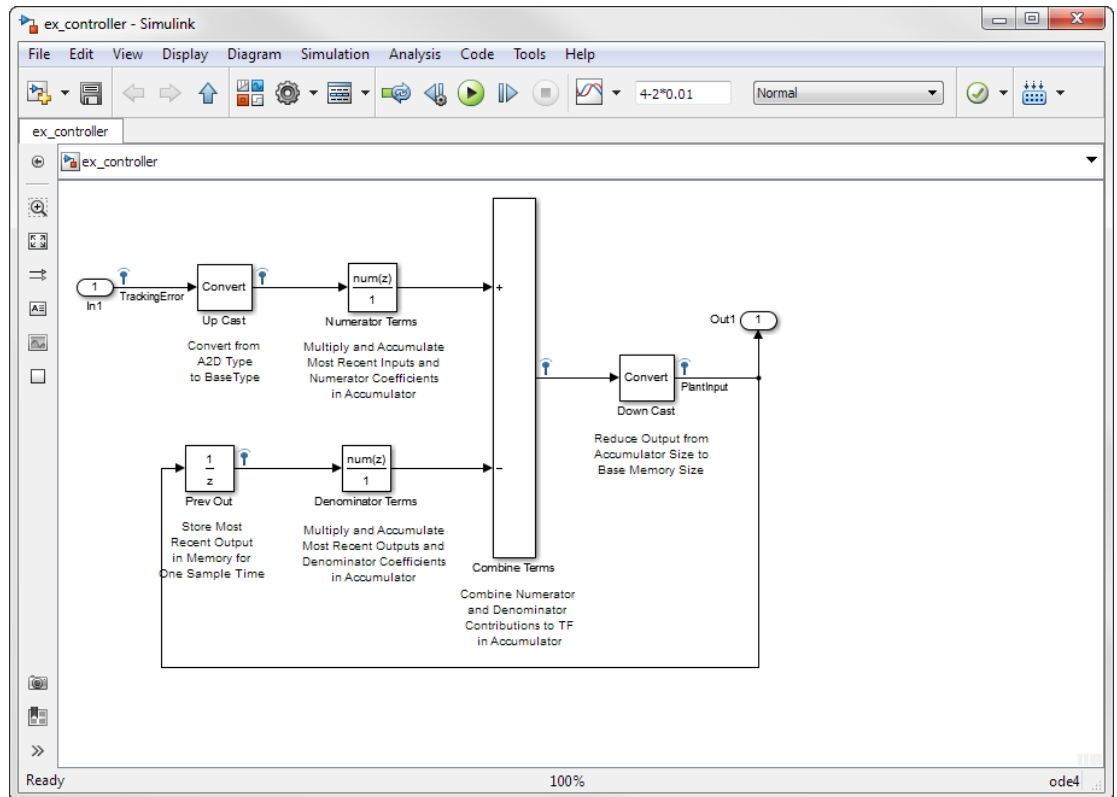 ex_controller - Simulink
File Edit View Display Diagram Simulation Analysis Code Tools Help
4-2*0.01
Normal
ex_controller
ex_controller
1
In1
TrackingError
Convert
Up Cast
Convert from
A2D Type
to BaseType
num(z)
1
Numerator Terms
Multiply and Accumulate
Most Recent Inputs and
Numerator Coefficients
in Accumulator
+
Out1
1
Convert
Down Cast
PlantInput
Reduce Output from
Accumulator Size to
Base Memory Size
1
z
Prev Out
Store Most
Recent Output
in Memory for
One Sample Time
num(z)
1
Denominator Terms
Multiply and Accumulate
Most Recent Outputs and
Denominator Coefficients
in Accumulator
−
Combine Terms
Combine Numerator
and Denominator
Contributions to TF
in Accumulator
Ready
100%
ode4